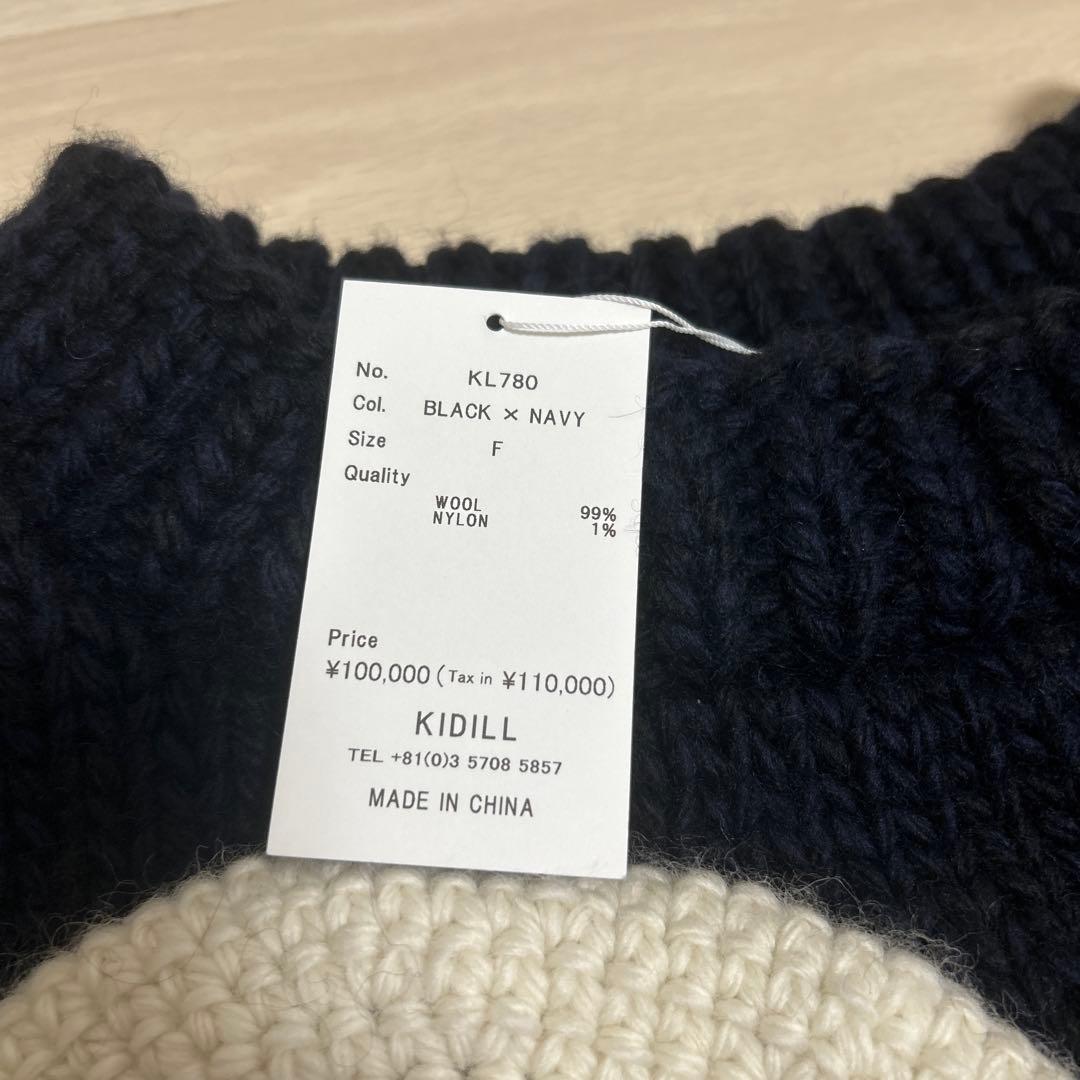 No. KL780
Col. BLACK × NAVY
Size F
Quality
WOOL 99%
NYLON 1%
Price
¥100,000 (Tax in ¥110,000)
KIDILL
TEL +81(0)3 5708 5857
MADE IN CHINA